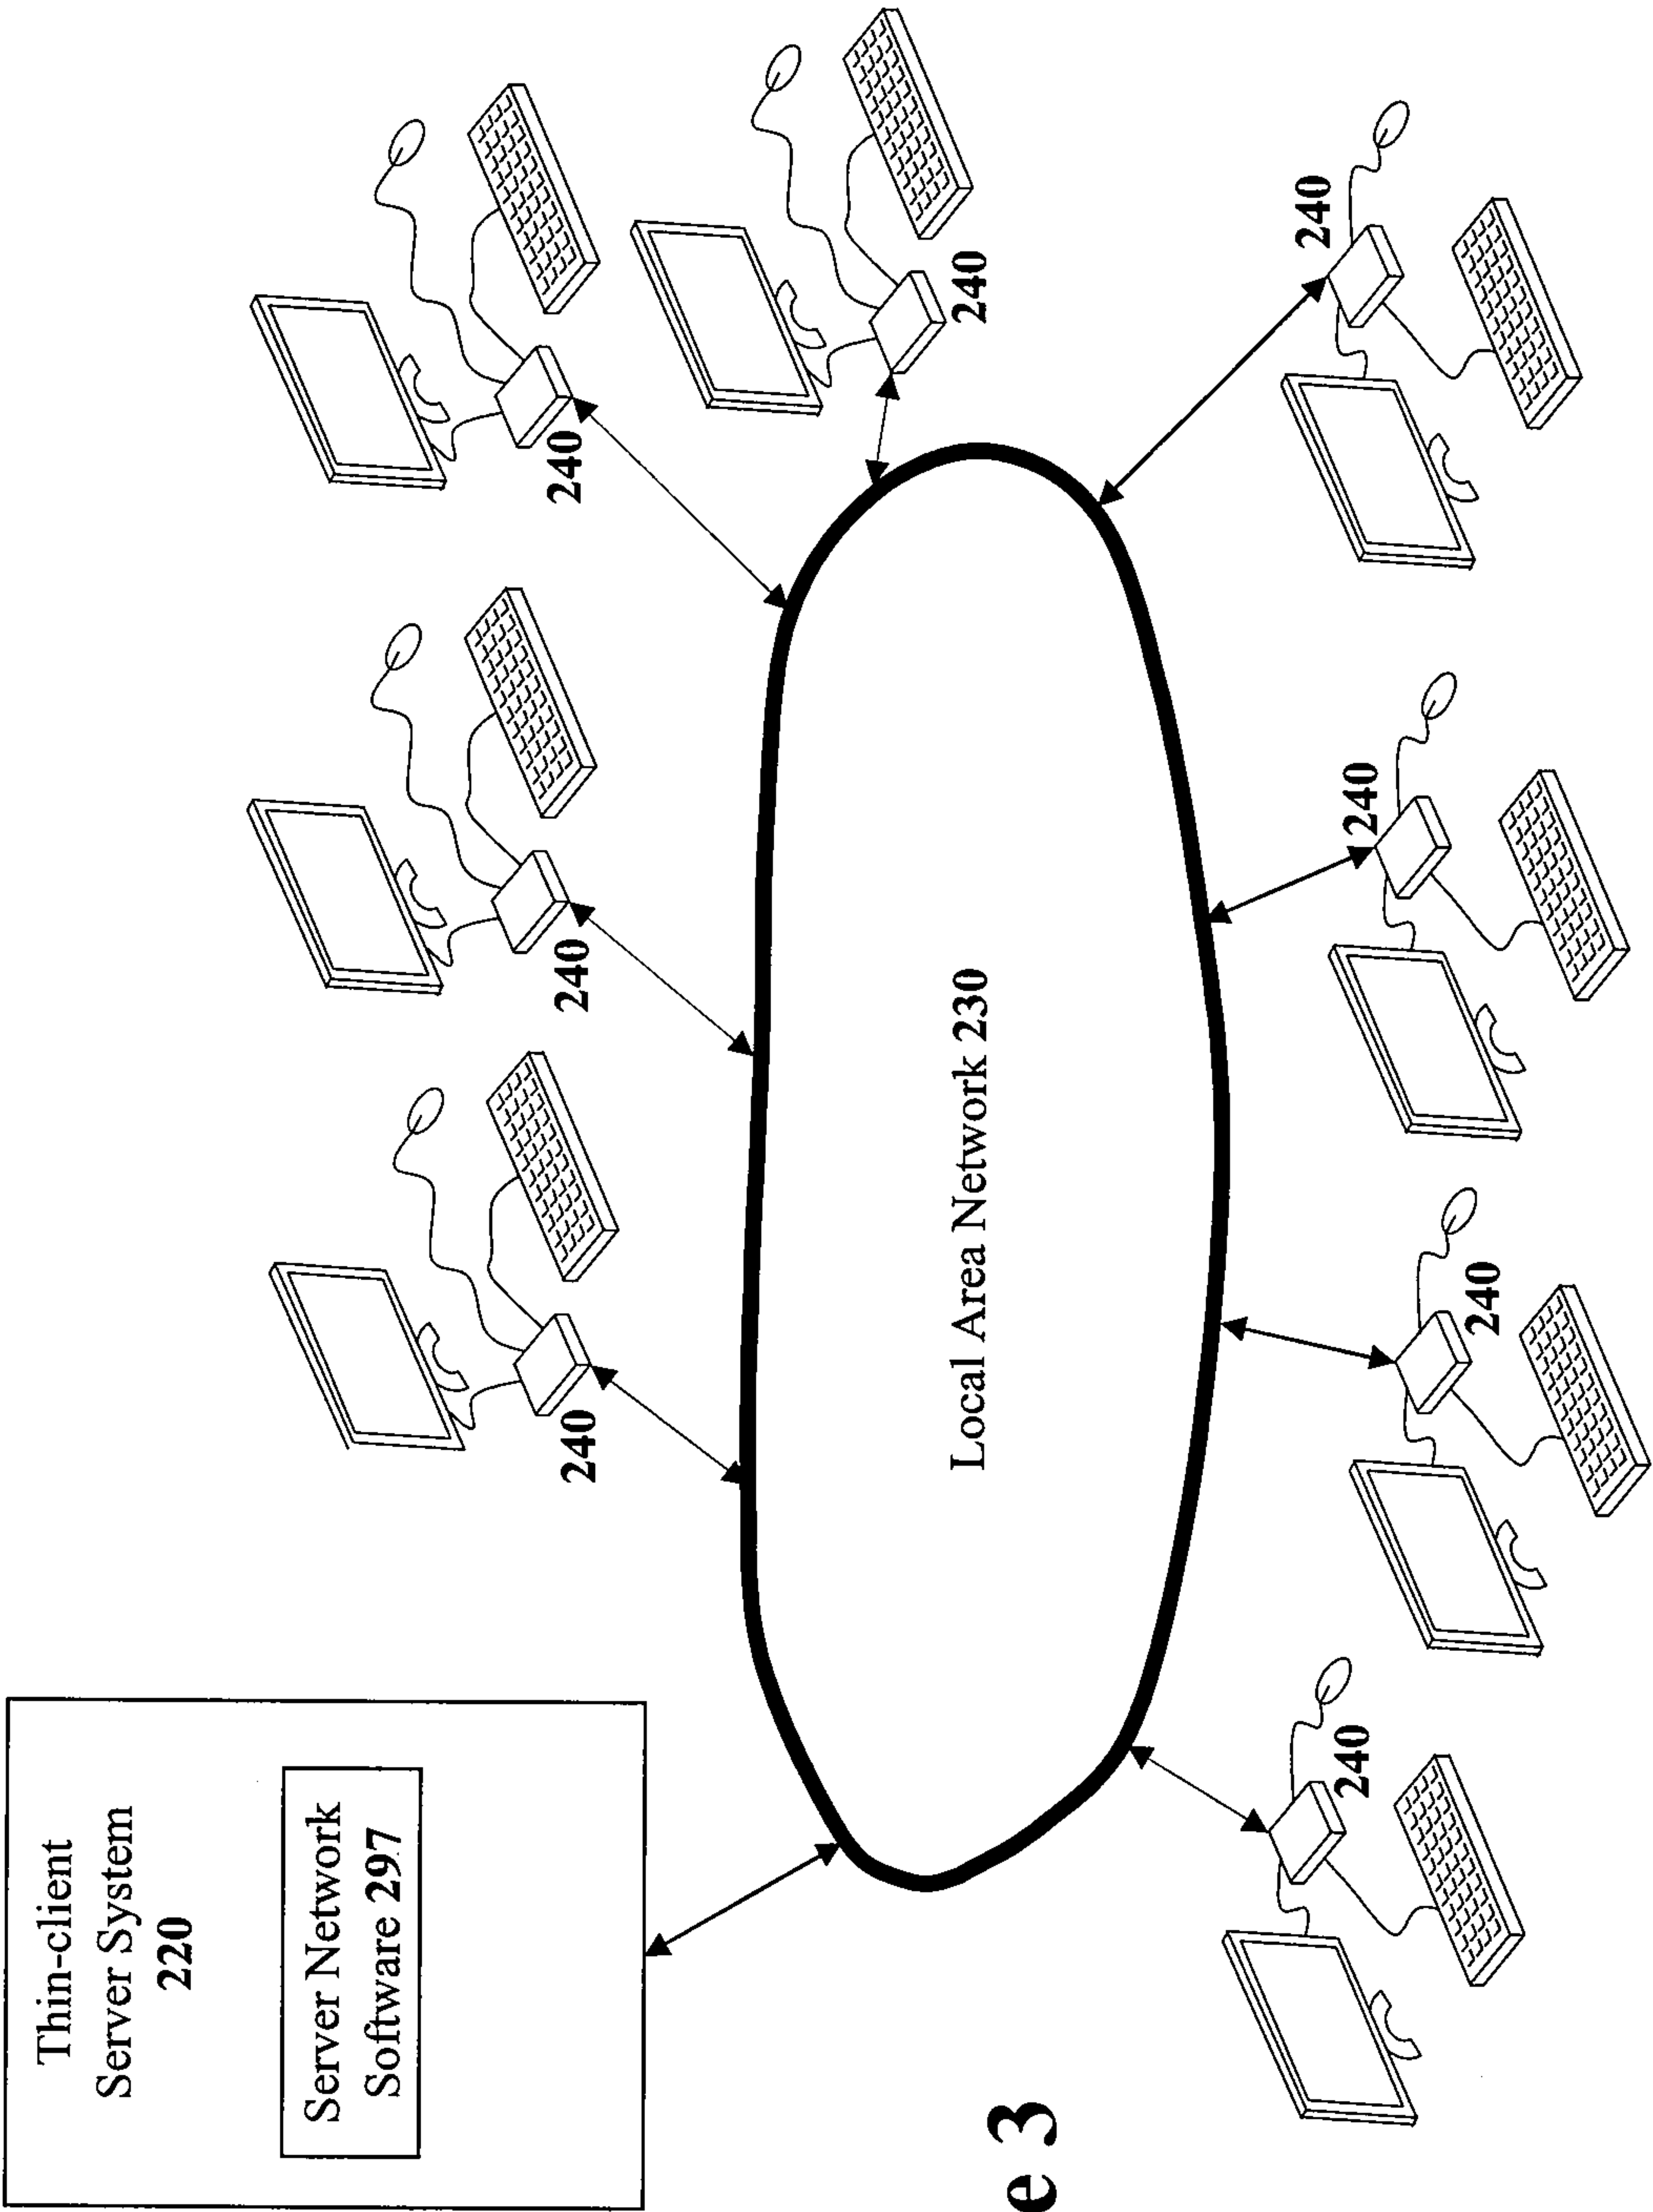 Thin-client
Server System
220
Server Network
Software 297
240
240
240
240
Local Area Network 230
e 3
240
240
240
240